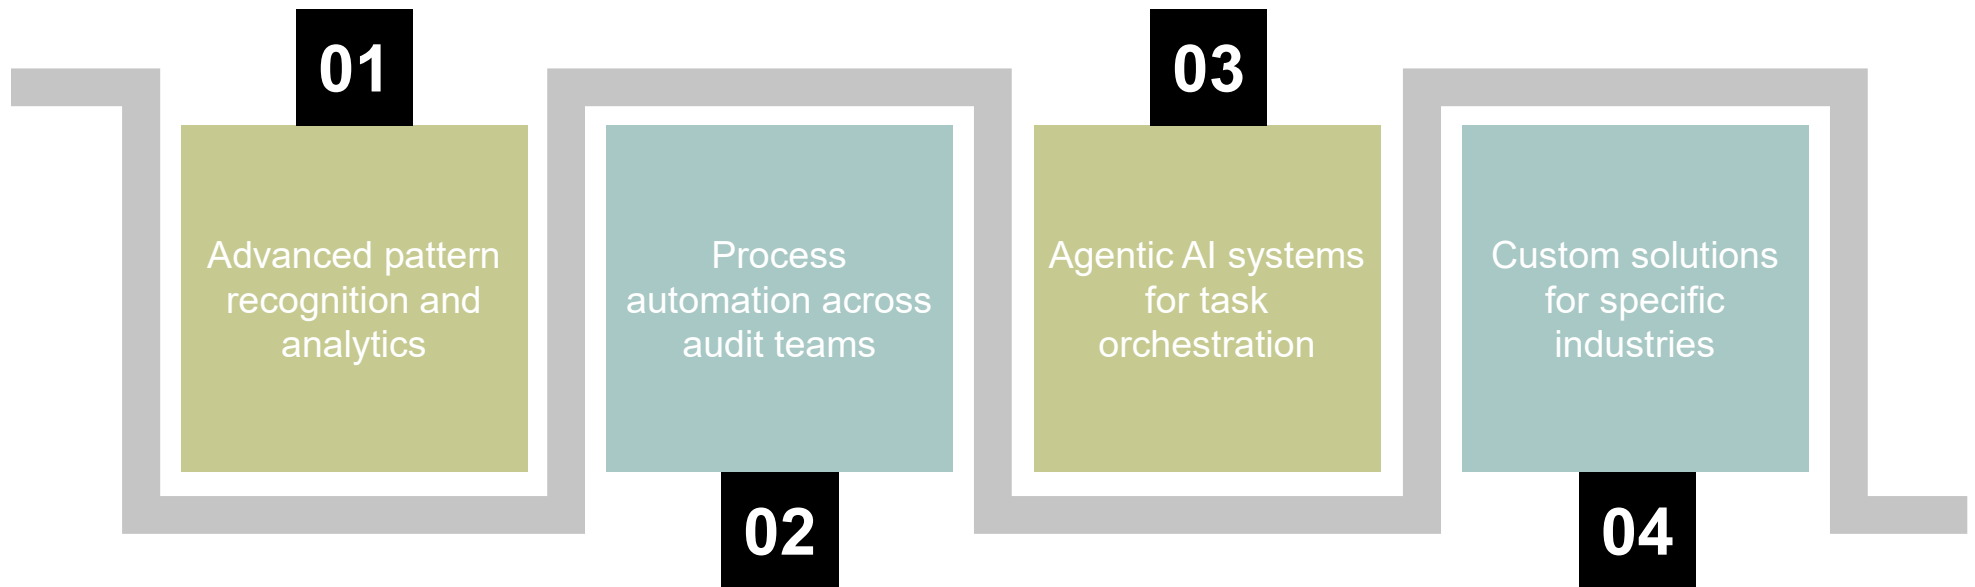 01
Advanced pattern
recognition and
analytics
Process
automation across
audit teams
02
03
Agentic AI systems
for task
orchestration
Custom solutions
for specific
industries
04